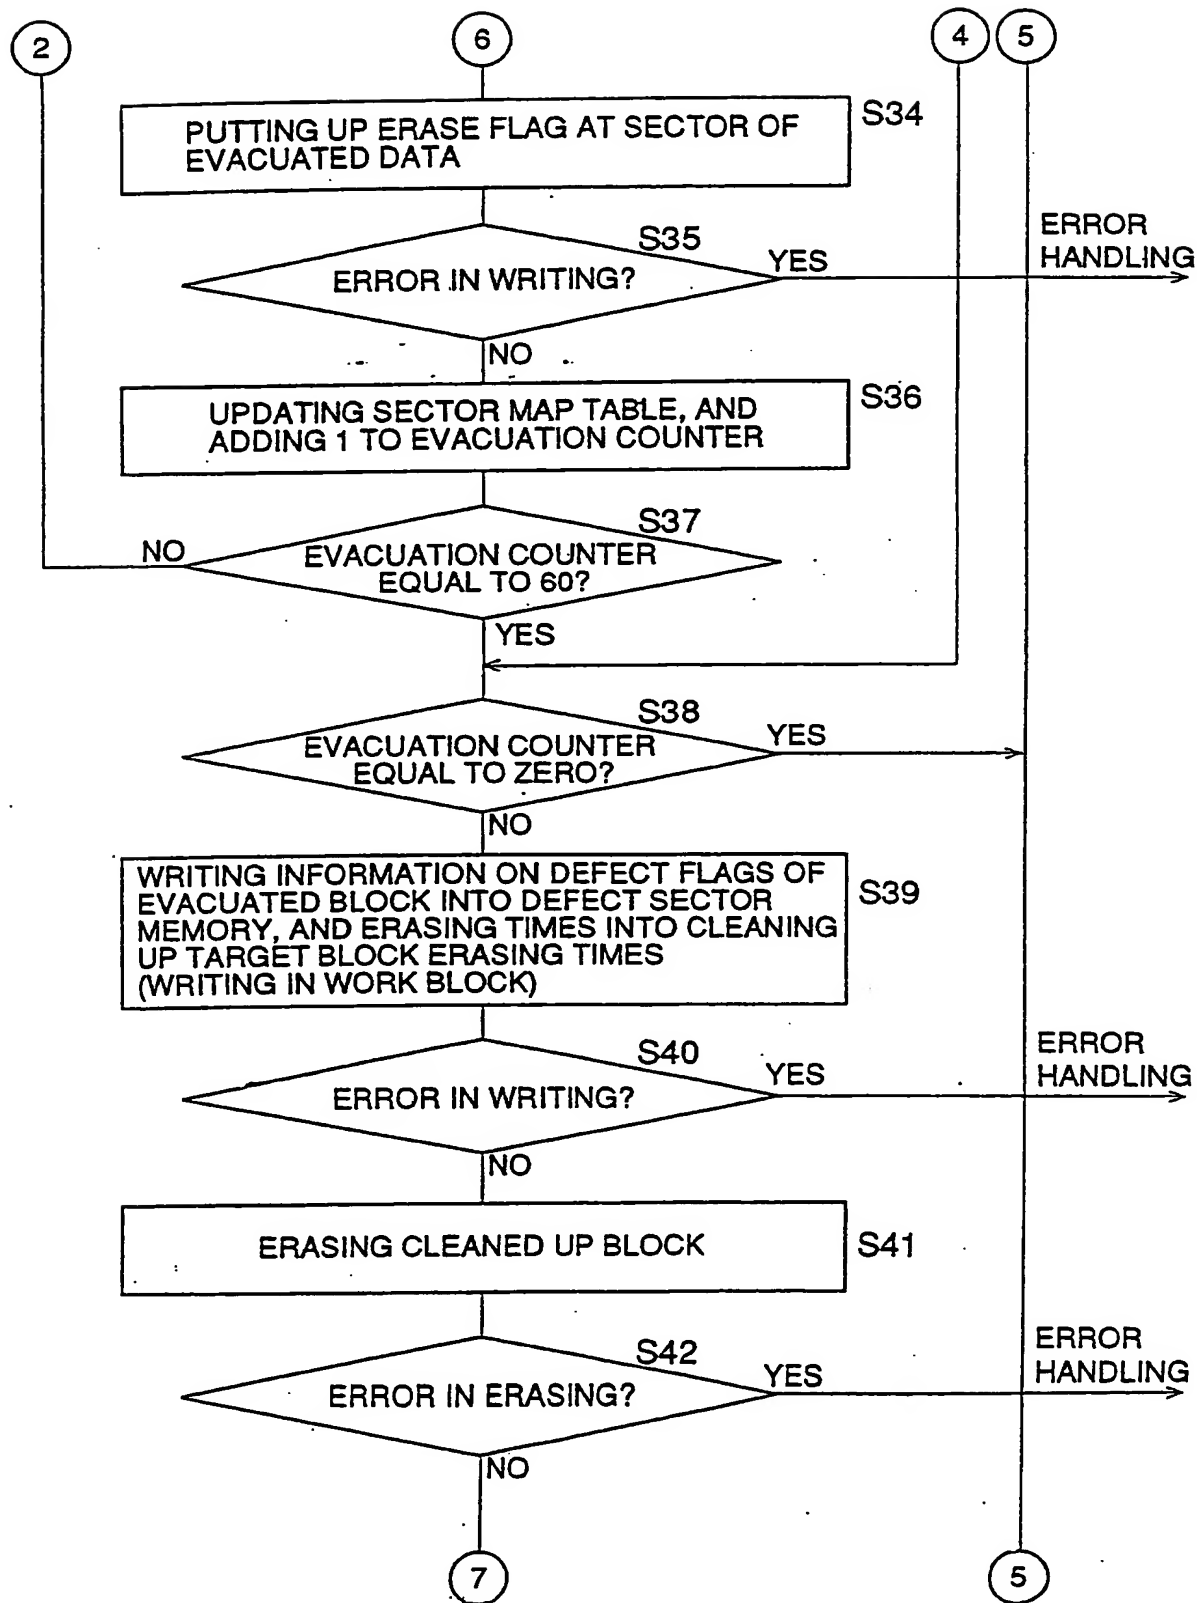 2
6
4
5
PUTTING UP ERASE FLAG AT SECTOR OF
EVACUATED DATA
S34
S35
ERROR IN WRITING?
YES
ERROR
HANDLING
NO
UPDATING SECTOR MAP TABLE, AND
ADDING 1 TO EVACUATION COUNTER
S36
S37
NO
EVACUATION COUNTER
EQUAL TO 60?
YES
S38
EVACUATION COUNTER
EQUAL TO ZERO?
YES
NO
WRITING INFORMATION ON DEFECT FLAGS OF
EVACUATED BLOCK INTO DEFECT SECTOR
MEMORY, AND ERASING TIMES INTO CLEANING
UP TARGET BLOCK ERASING TIMES
(WRITING IN WORK BLOCK)
S39
S40
ERROR IN WRITING?
YES
ERROR
HANDLING
NO
ERASING CLEANED UP BLOCK
S41
S42
ERROR IN ERASING?
YES
ERROR
HANDLING
NO
7
5